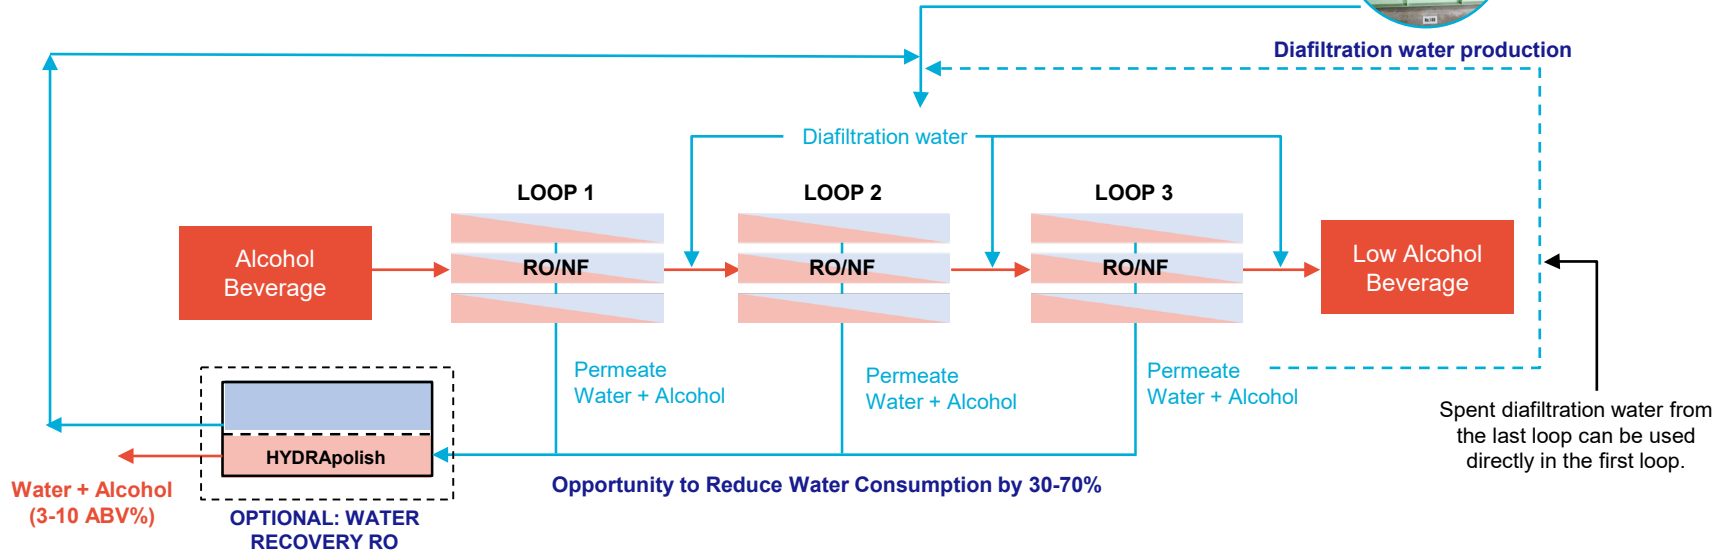 Diafiltration water production
Diafiltration water
LOOP 1
LOOP 2
LOOP 3
Alcohol
Beverage
RO/NF
RO/NF
RO/NF
Low Alcohol
Beverage
Permeate
Water + Alcohol
Permeate
Water + Alcohol
Permeate
Water + Alcohol
Spent diafiltration water from
the last loop can be used
directly in the first loop.
HYDRApolish
Water + Alcohol
(3-10 ABV%)
Opportunity to Reduce Water Consumption by 30-70%
OPTIONAL: WATER
RECOVERY RO